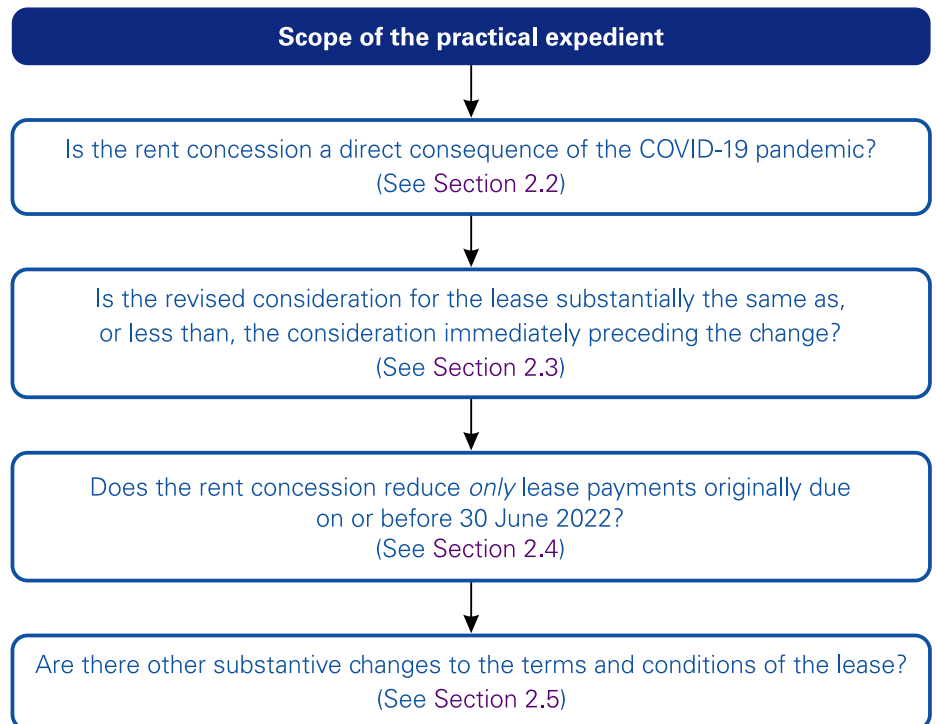 Scope of the practical expedient
Is the rent concession a direct consequence of the COVID-19 pandemic?
(See Section 2.2)
Is the revised consideration for the lease substantially the same as,
or less than, the consideration immediately preceding the change?
(See Section 2.3)
Does the rent concession reduce only lease payments originally due
on or before 30 June 2022?
(See Section 2.4)
Are there other substantive changes to the terms and conditions of the lease?
(See Section 2.5)